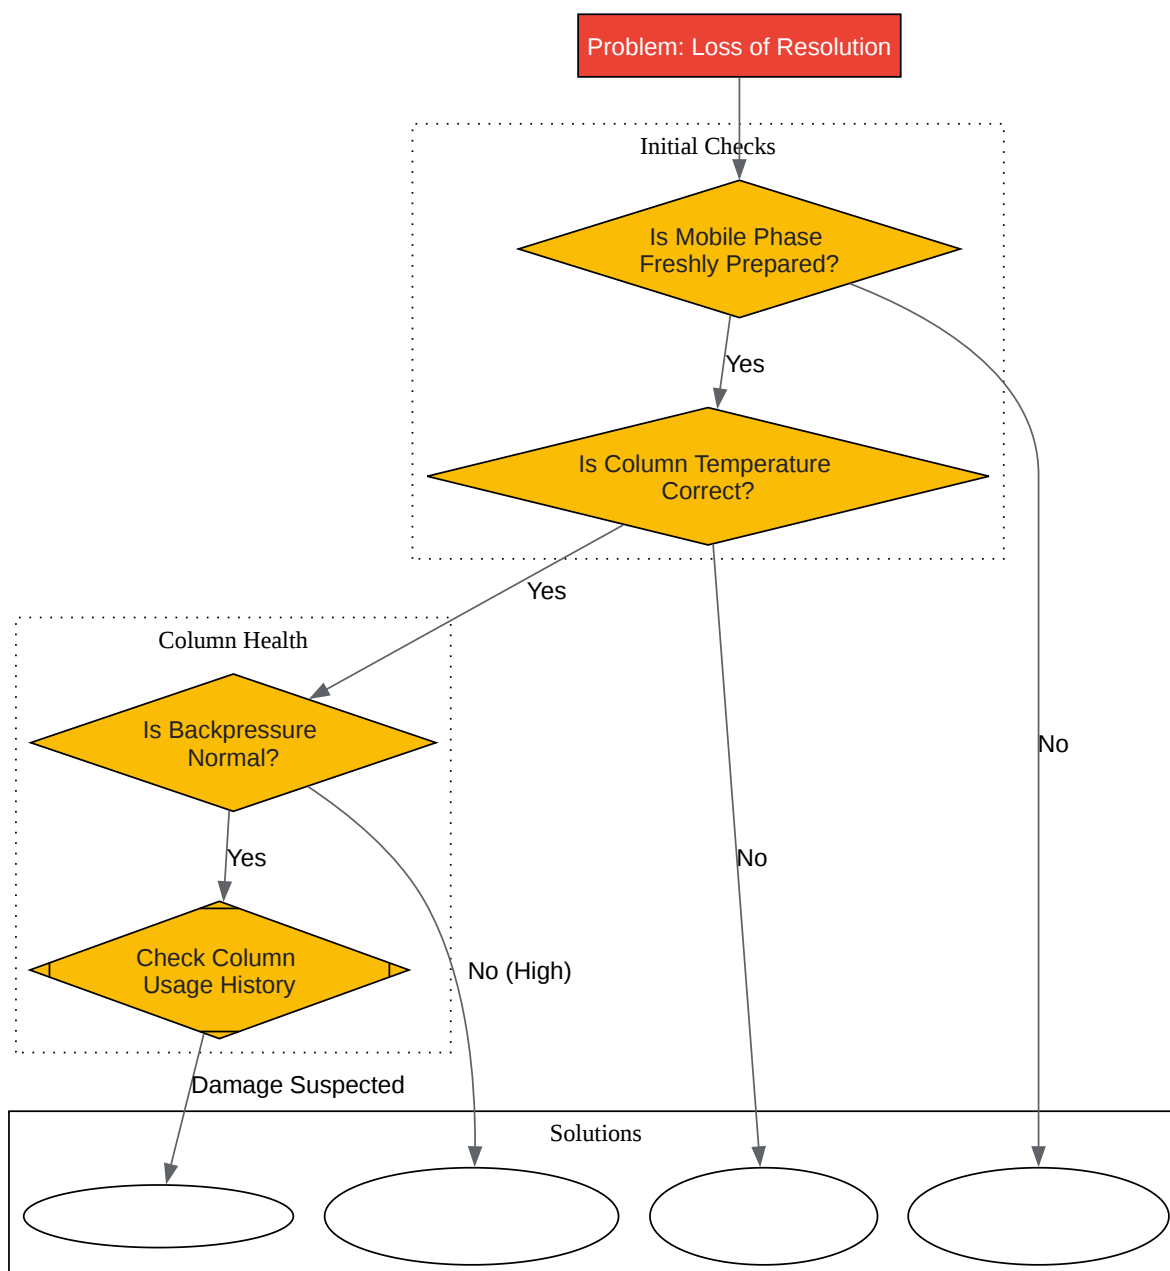 Problem: Loss of Resolution
Initial Checks
Is Mobile Phase
Freshly Prepared?
Yes
Is Column Temperature
Correct?
Yes
Column Health
Is Backpressure
Normal?
No
Yes
No
Check Column
Usage History
No (High)
Damage Suspected
Solutions